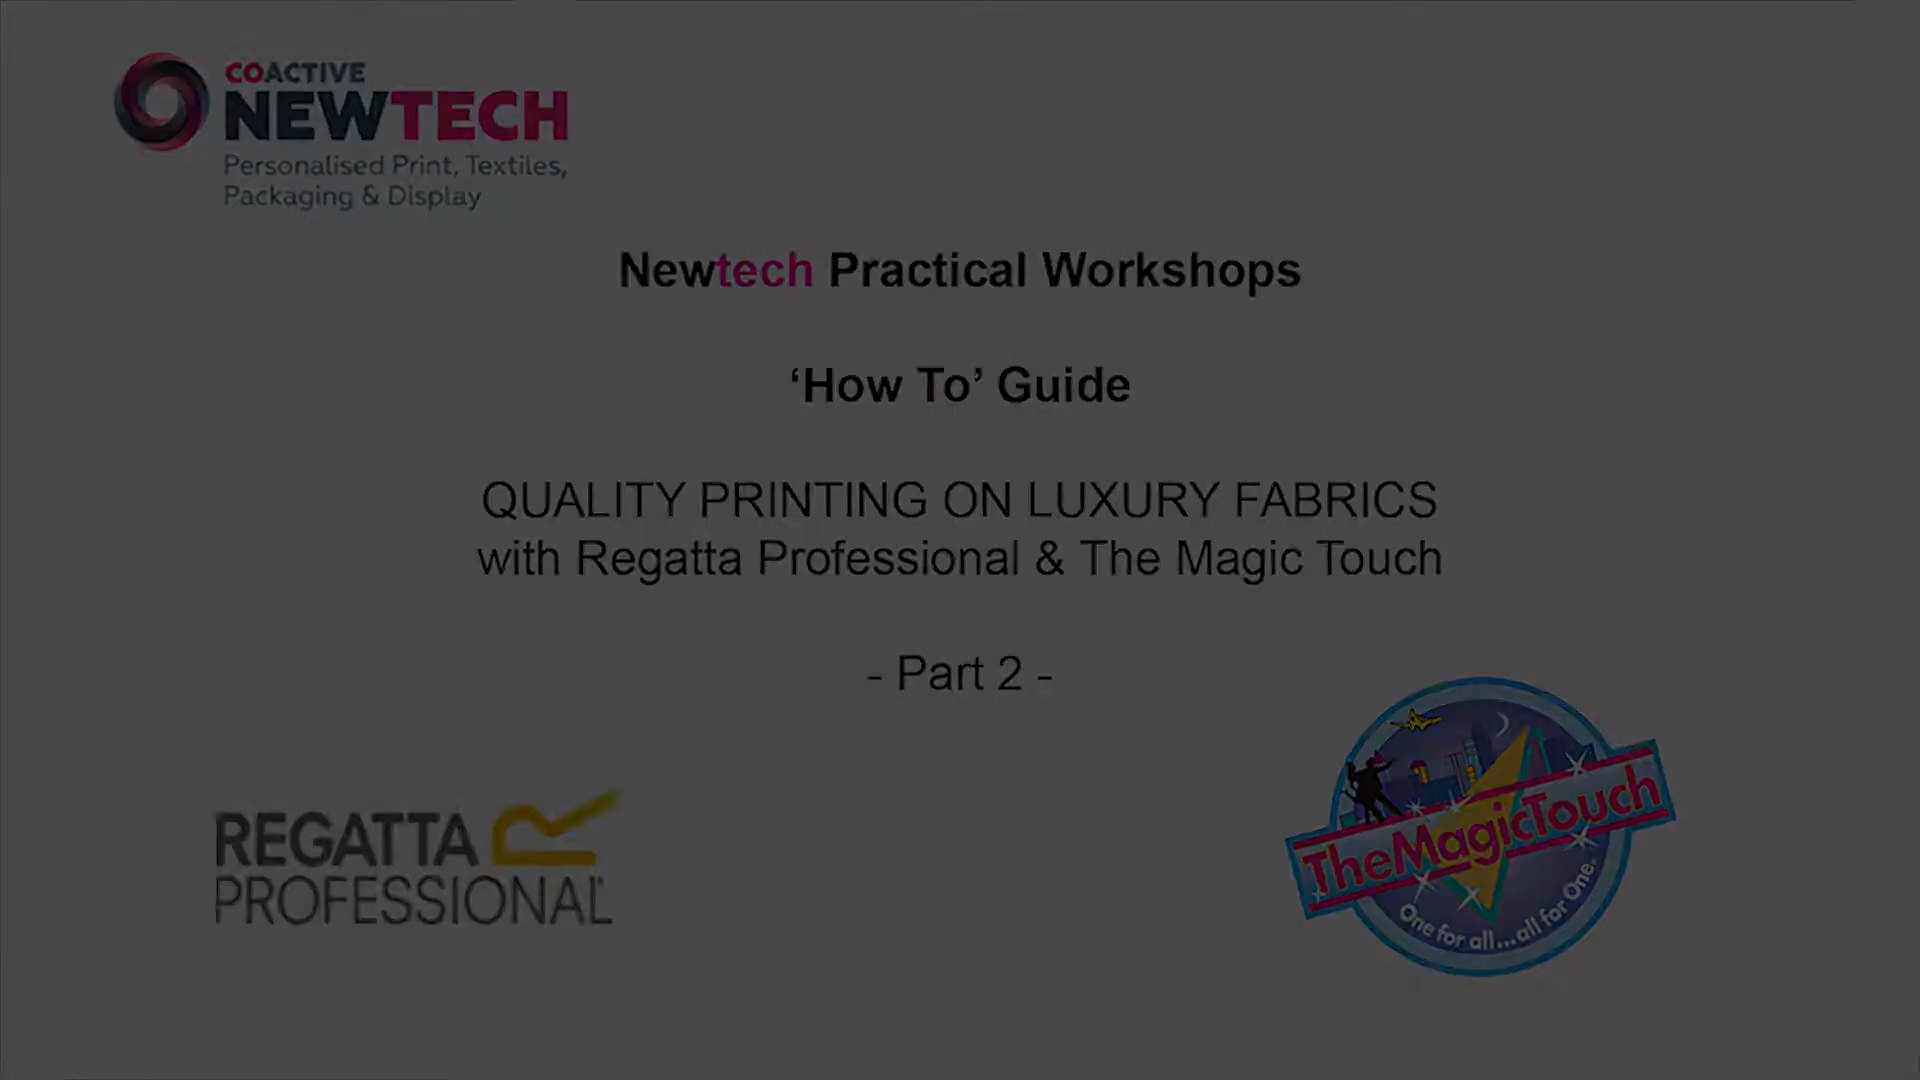 COACTIVE
NEWTECH
Personalised Print, Textiles,
Packaging & Display
Newtech Practical Workshops
‘How To’ Guide
QUALITY PRINTING ON LUXURY FABRICS
with Regatta Professional & The Magic Touch
- Part 2 -
REGATTA
PROFESSIONAL
TheMagicTouch
One for all...all for One.